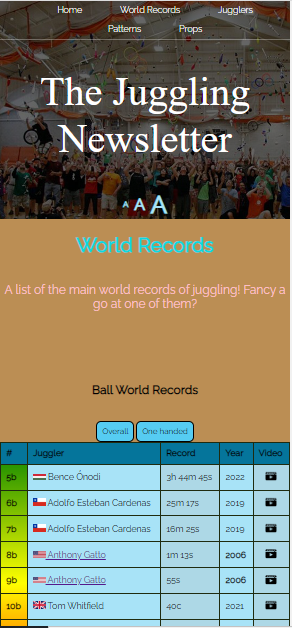 Home World Records Jugglers
Patterns Props
The Juggling
Newsletter
A A A
World Records
A list of the main world records of juggling! Fancy a
go at one of them?
Ball World Records
Overall One handed
# Juggler Record Year Video
5b Bence Ónodi 3h 44m 45s 2022
6b Adolfo Esteban Cardenas 25m 17s 2019
7b Adolfo Esteban Cardenas 16m 25s 2019
8b Anthony Gatto 1m 13s 2006
9b Anthony Gatto 55s 2006
10b Tom Whitfield 40c 2021